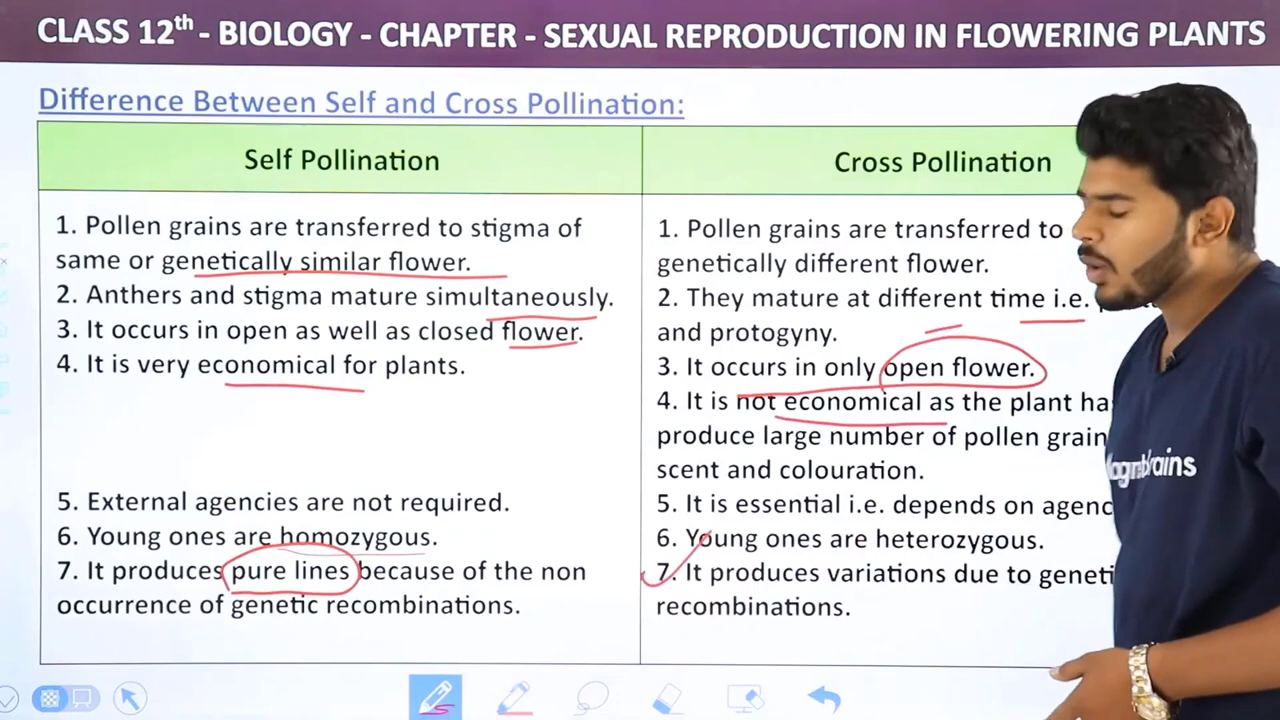 CLASS 12th - BIOLOGY - CHAPTER - SEXUAL REPRODUCTION IN FLOWERING PLANTS
Difference Between Self and Cross Pollination:
Self Pollination
1. Pollen grains are transferred to stigma of
same or genetically similar flower.
2. Anthers and stigma mature simultaneously.
3. It occurs in open as well as closed flower.
4. It is very economical for plants.
5. External agencies are not required.
6. Young ones are homozygous.
7. It produces pure lines because of the non
occurrence of genetic recombinations.
Cross Pollination
1. Pollen grains are transferred to
genetically different flower.
2. They mature at different time i.e.
and protogyny.
3. It occurs in only open flower.
4. It is not economical as the plant
produce large number of pollen
scent and colouration.
5. It is essential i.e. depends on
6. Young ones are heterozygous.
7. It produces variations due to
recombinations.